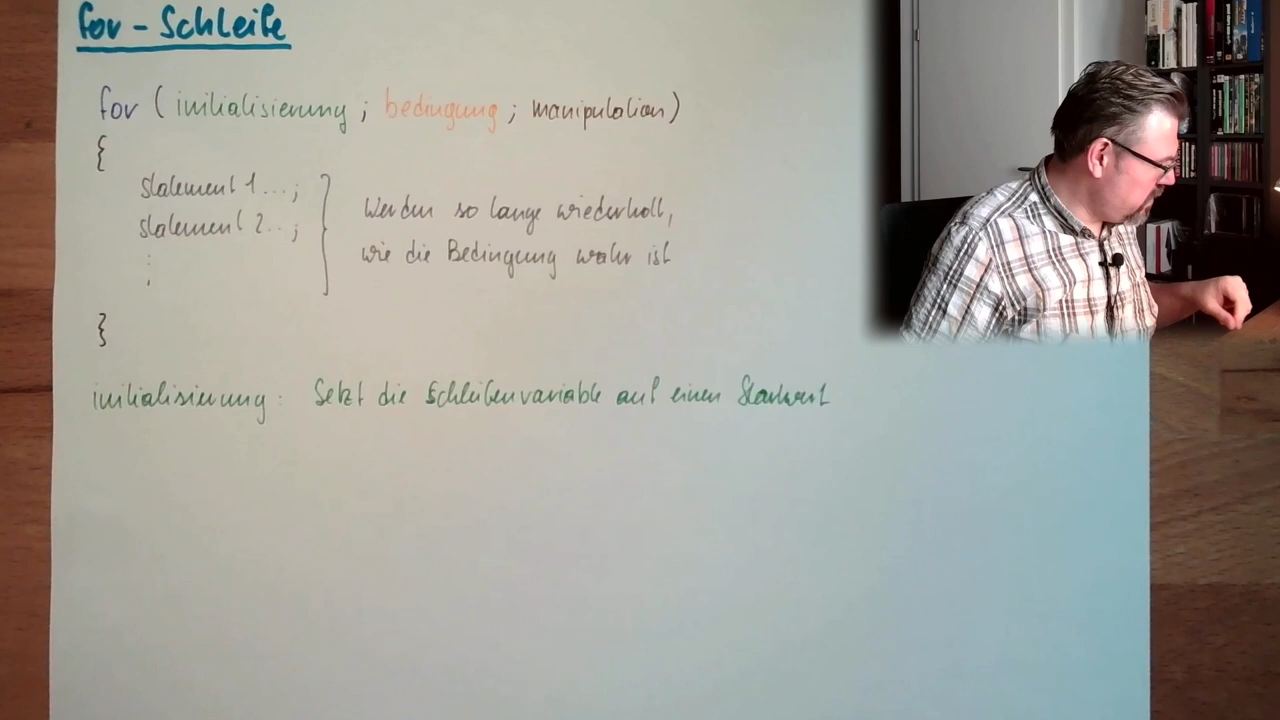 for - Schleife
for ( initialisierung ; bedingung ; manipulation )
{
statement 1 ... ;
statement 2 .. ;
:
}
Werden so lange wiederholt,
wie die Bedingung wahr ist
initialisierung : Setzt die Schleifenvariable auf einen Startwert